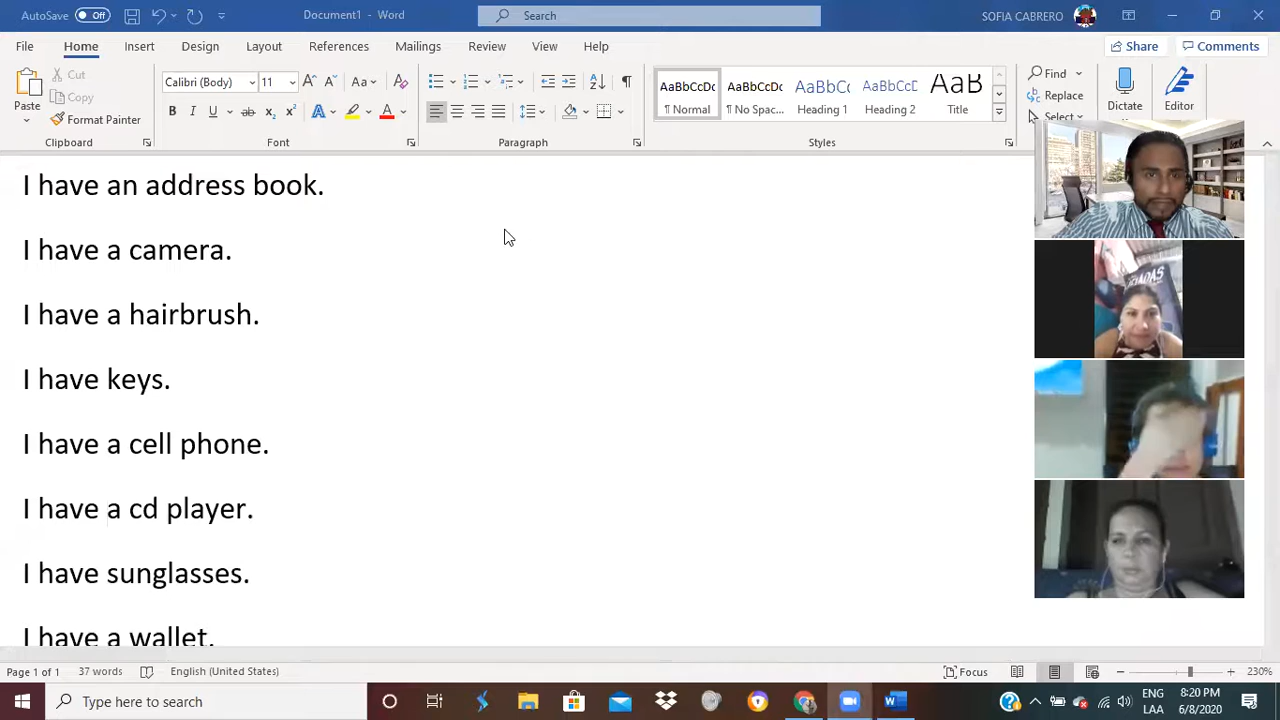 AutoSave Off Document1 - Word Search SOFIA CABRERO
File Home Insert Design Layout References Mailings Review View Help Share Comments
Paste
Cut
Copy
Format Painter
Clipboard
Calibri (Body) 11
Font
Paragraph
AaBbCcDc
¶ Normal
AaBbCcDc
¶ No Spac...
AaBbCc
Heading 1
AaBbCcE
Heading 2
AaB
Title
Styles
Find
Replace
Select
Dictate
Voice
Editor
I have an address book.
I have a camera.
I have a hairbrush.
I have keys.
I have a cell phone.
I have a cd player.
I have sunglasses.
I have a wallet.
Page 1 of 1 37 words English (United States) Focus 230%
Type here to search
ENG
LAA
8:20 PM
6/8/2020